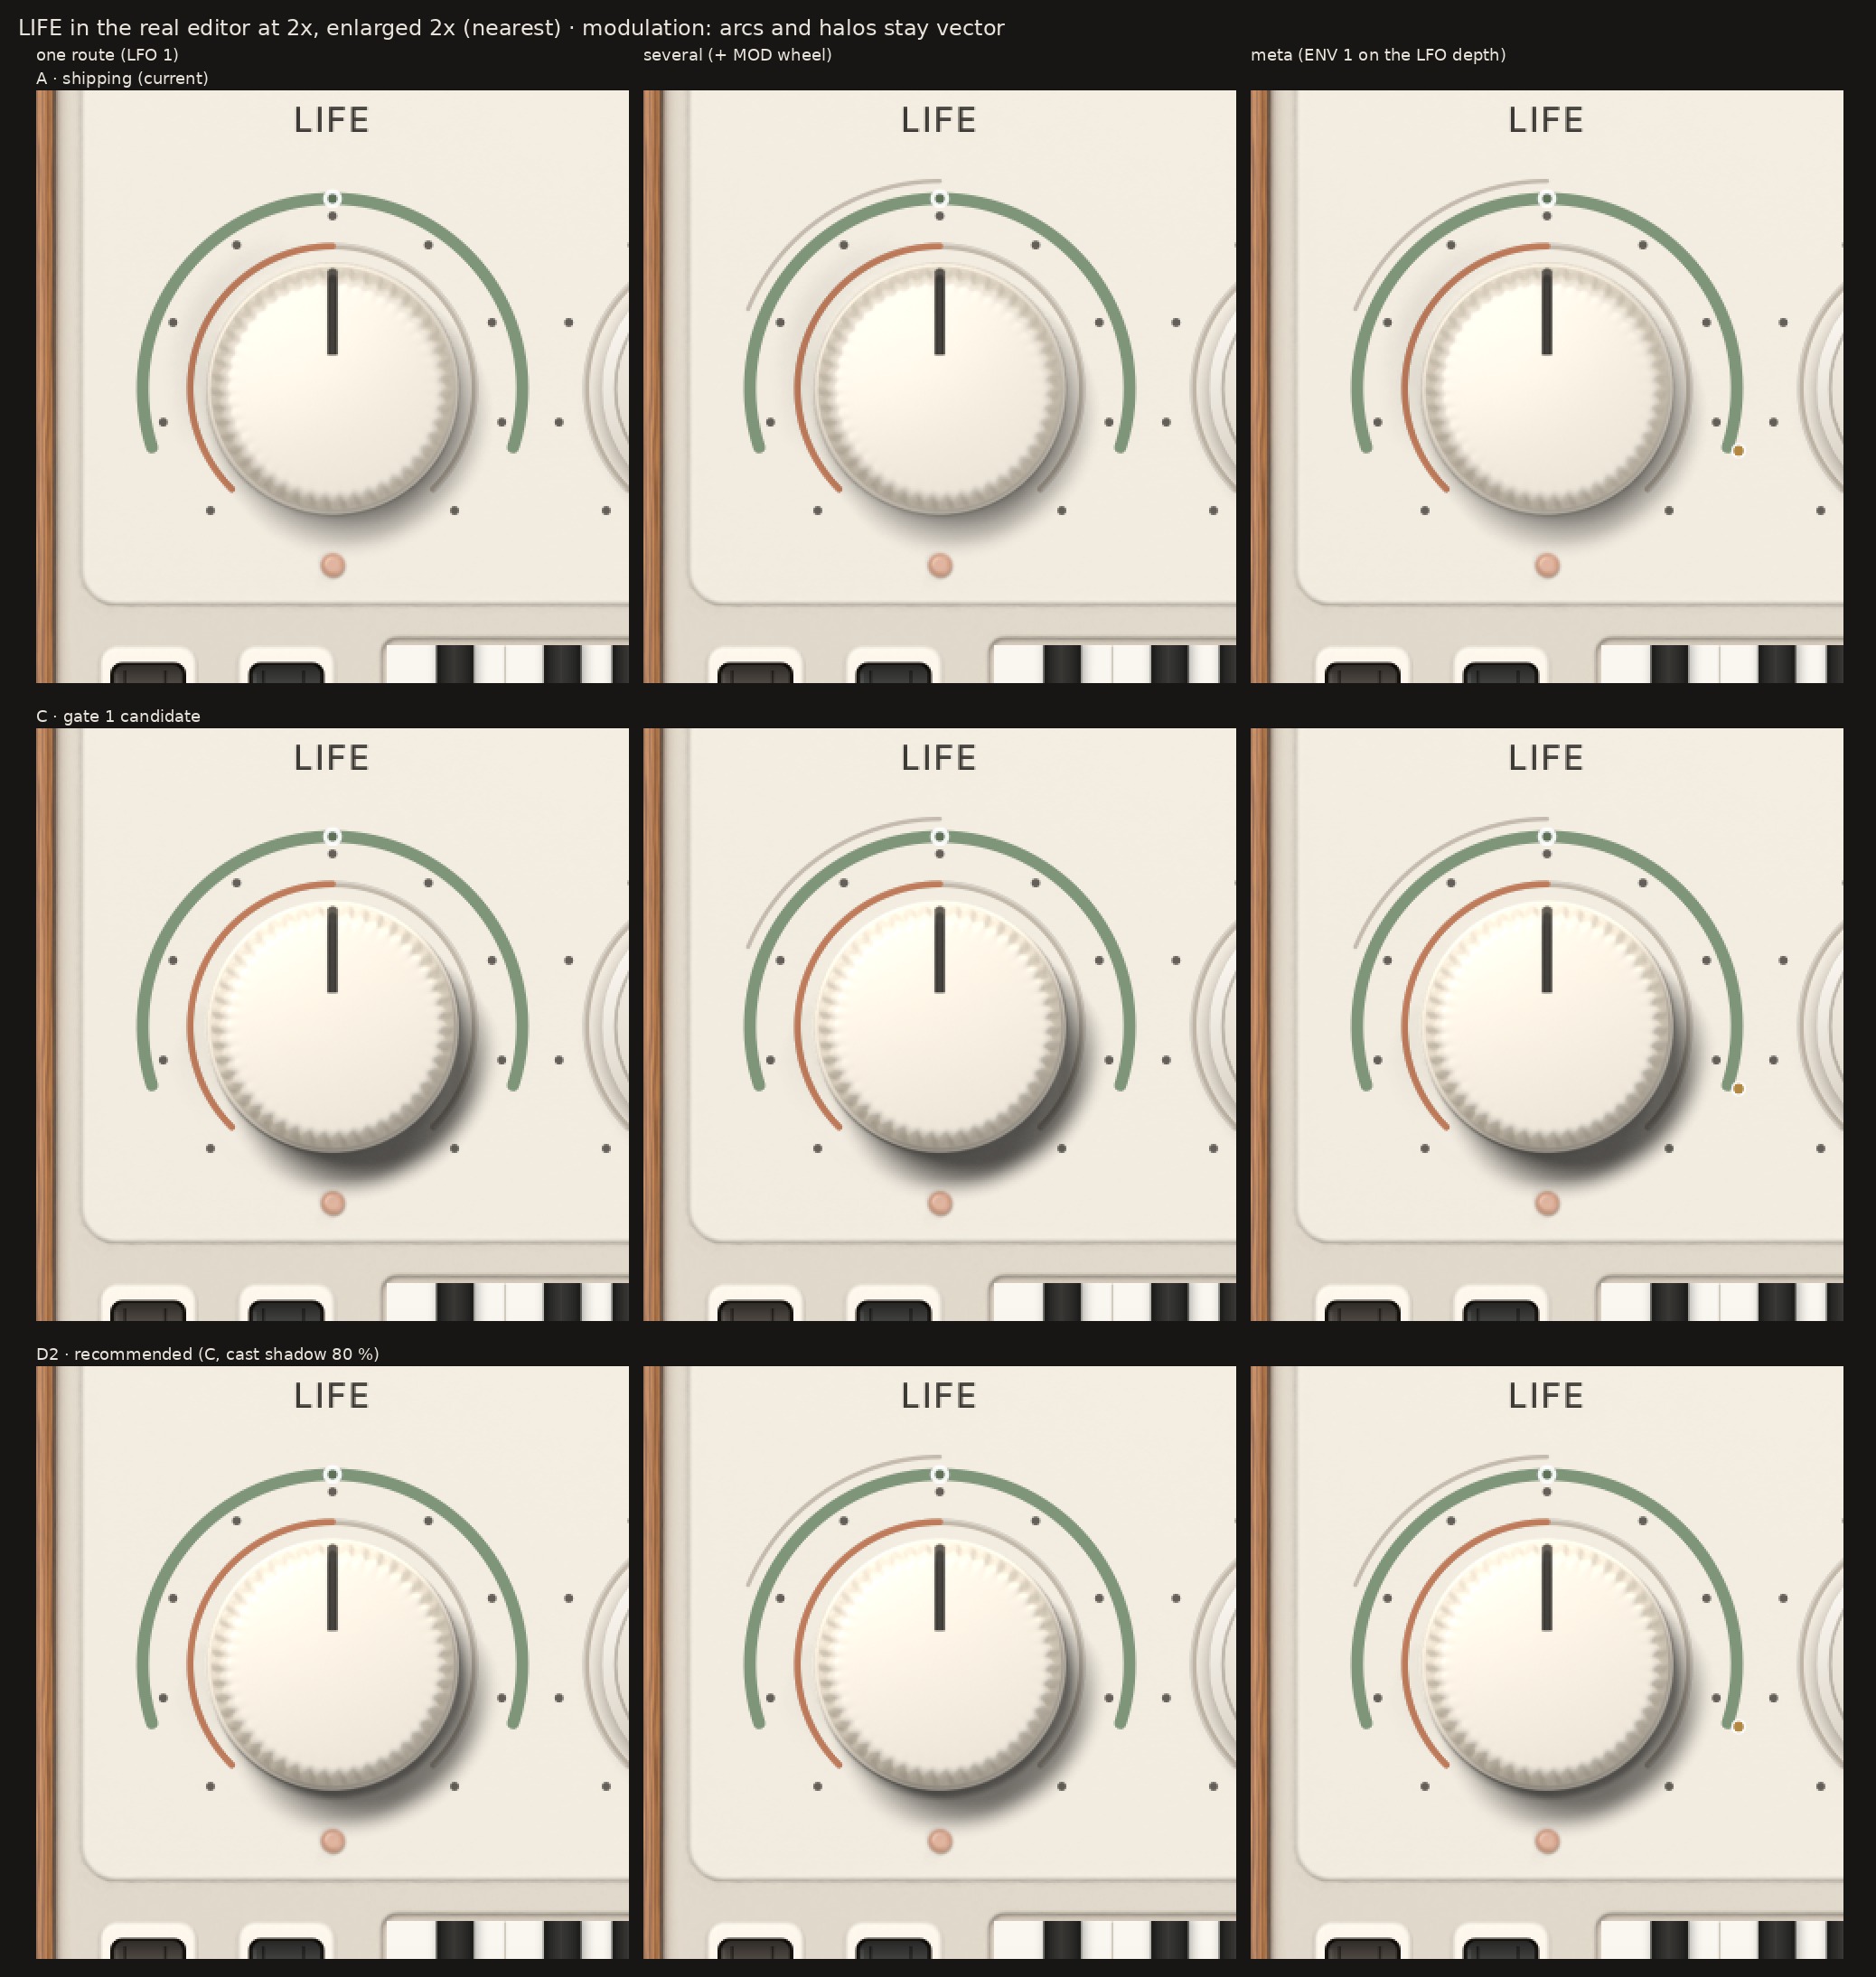 LIFE in the real editor at 2x, enlarged 2x (nearest) · modulation: arcs and halos stay vector
one route (LFO 1)
several (+ MOD wheel)
meta (ENV 1 on the LFO depth)
A · shipping (current)
LIFE
LIFE
LIFE
C · gate 1 candidate
LIFE
LIFE
LIFE
D2 · recommended (C, cast shadow 80 %)
LIFE
LIFE
LIFE